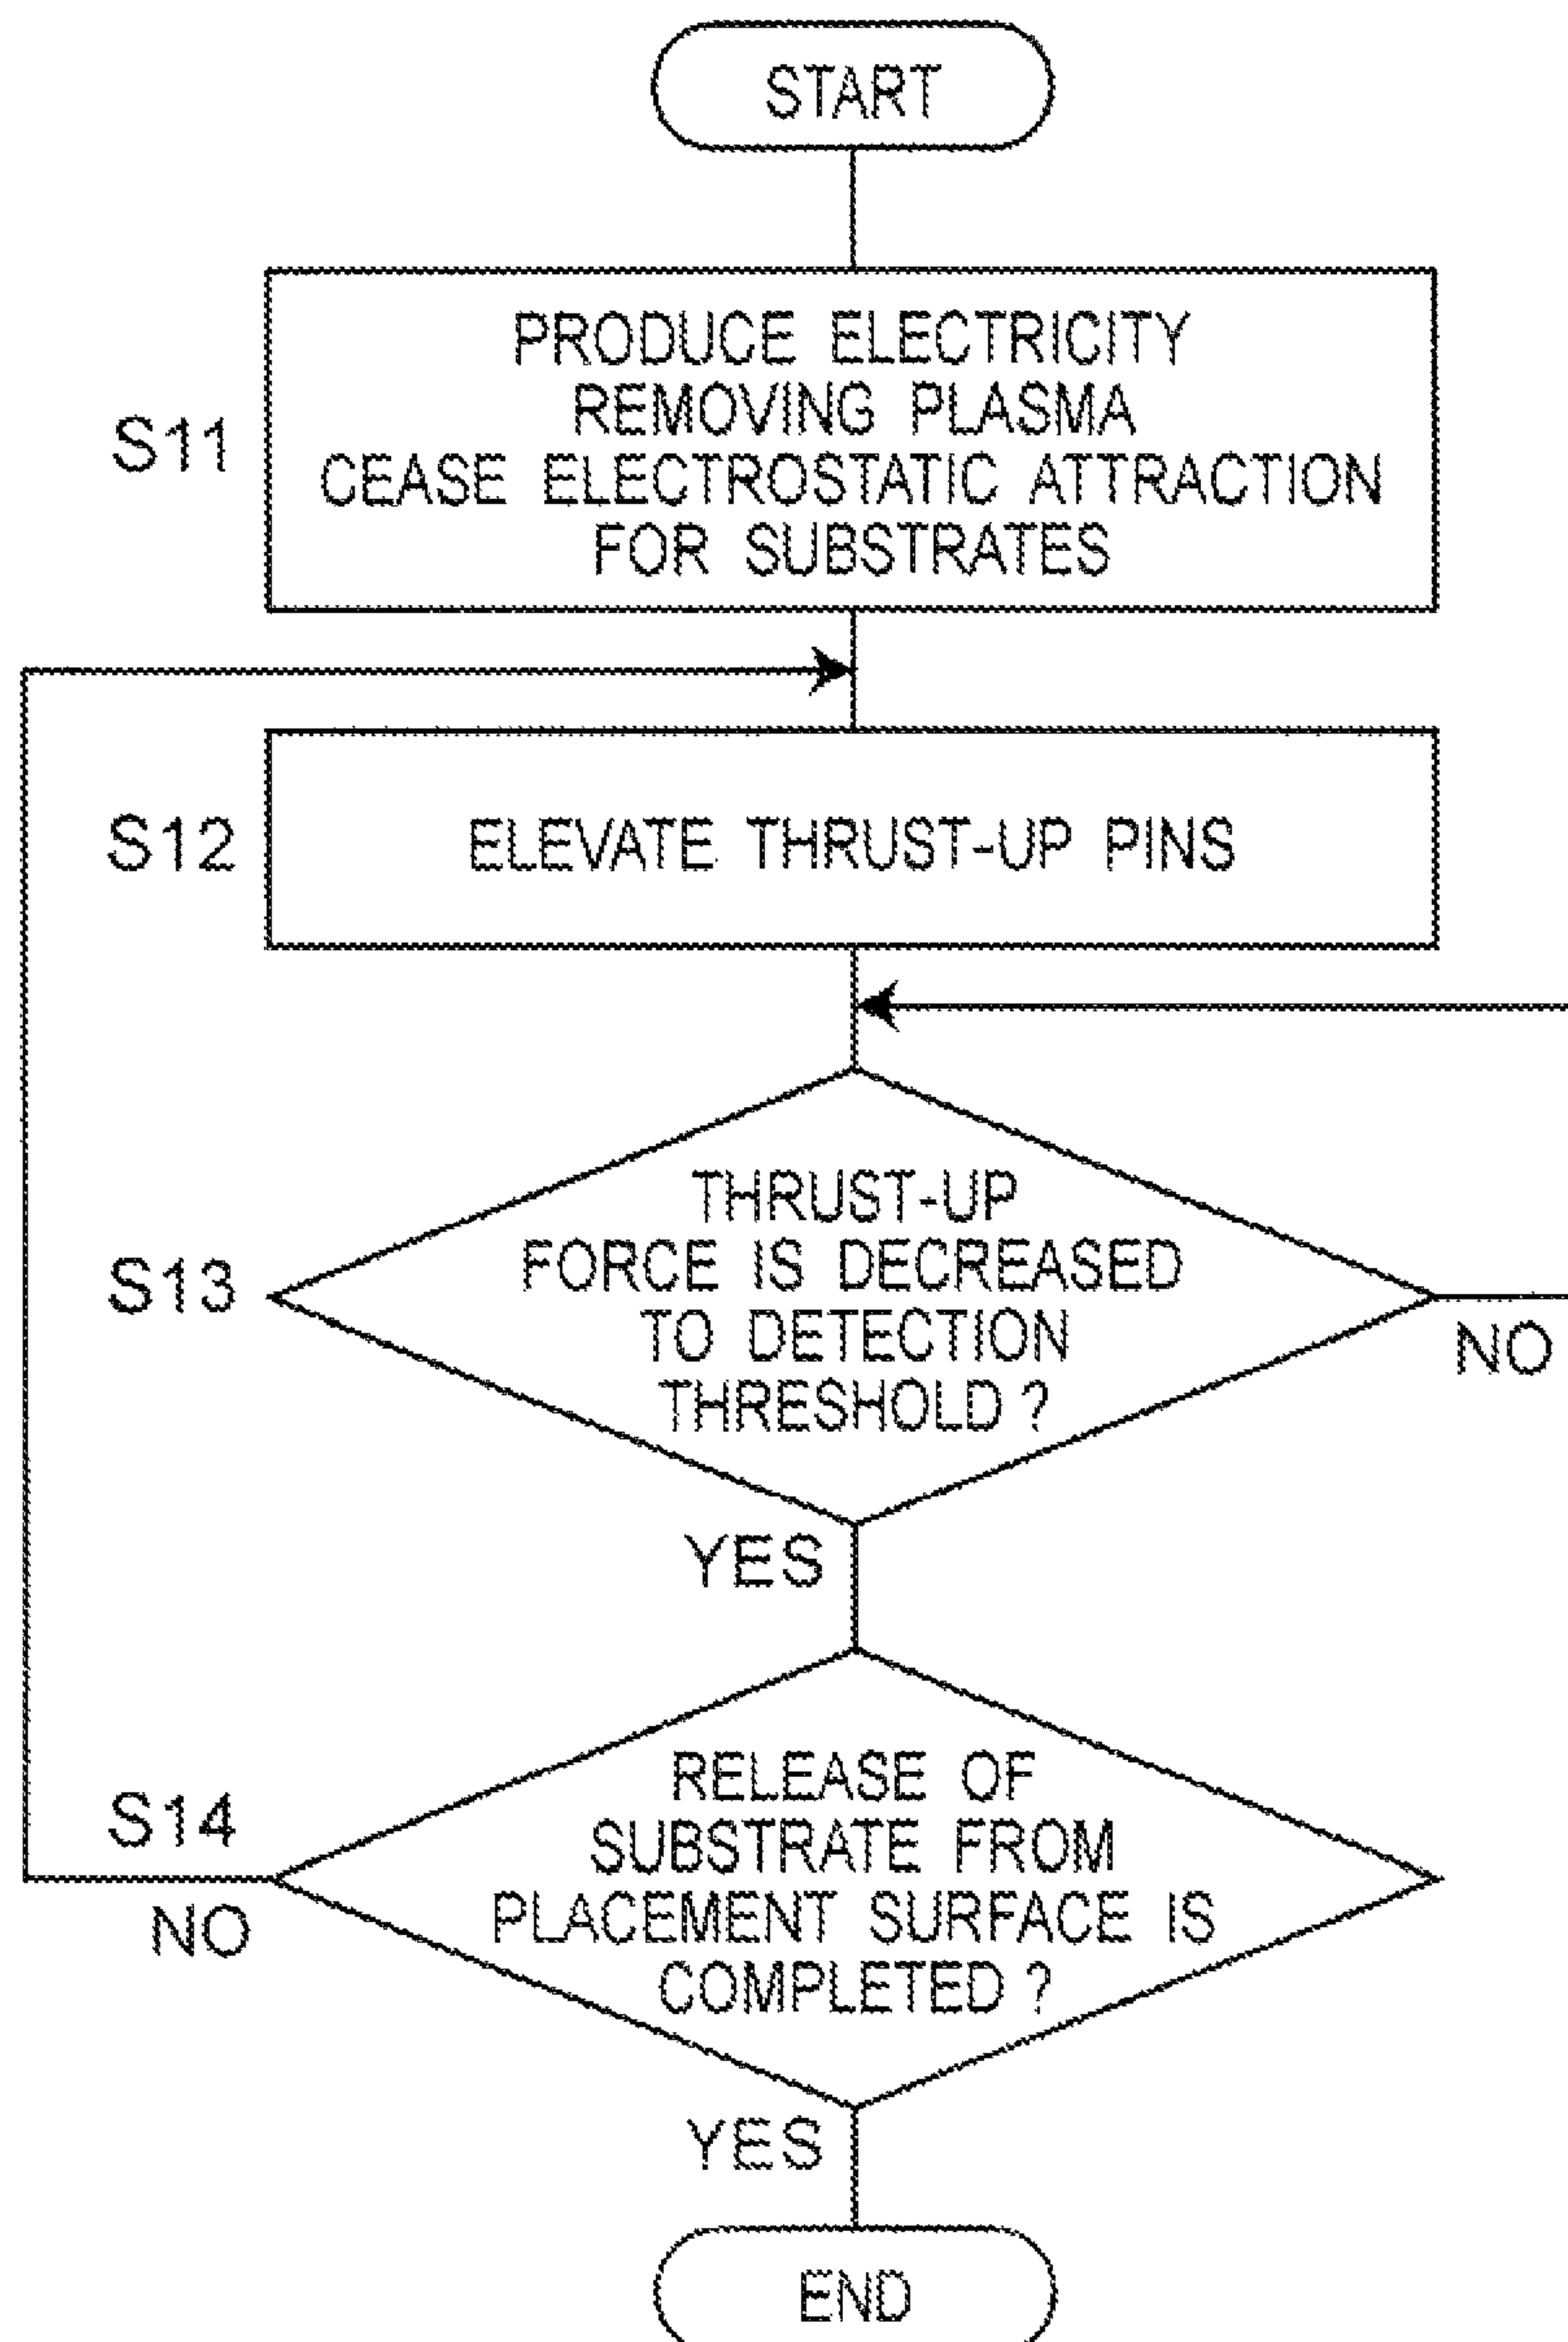 START
S11
PRODUCE ELECTRICITY
REMOVING PLASMA
CEASE ELECTROSTATIC ATTRACTION
FOR SUBSTRATES
S12
ELEVATE THRUST-UP PINS
S13
THRUST-UP
FORCE IS DECREASED
TO DETECTION
THRESHOLD ?
NO
YES
S14
RELEASE OF
SUBSTRATE FROM
PLACEMENT SURFACE IS
COMPLETED ?
NO
YES
END